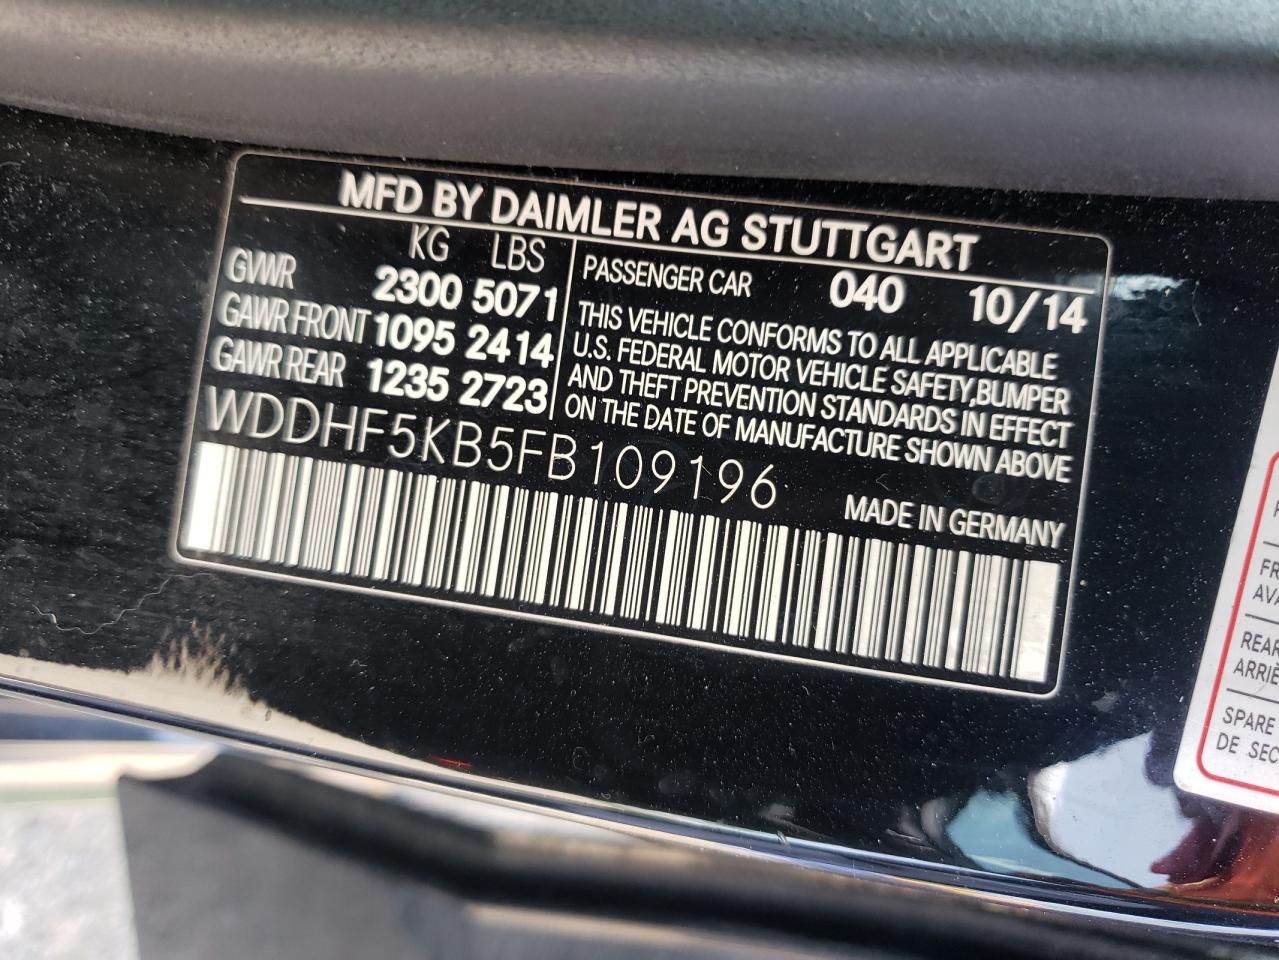 MFD BY DAIMLER AG STUTTGART
KG LBS
GVWR 2300 5071
GAWR FRONT 1095 2414
GAWR REAR 1235 2723
PASSENGER CAR 040 10/14
THIS VEHICLE CONFORMS TO ALL APPLICABLE
U.S. FEDERAL MOTOR VEHICLE SAFETY,BUMPER
AND THEFT PREVENTION STANDARDS IN EFFECT
ON THE DATE OF MANUFACTURE SHOWN ABOVE
WDDHF5KB5FB109196
MADE IN GERMANY
REAR
ARRIÈ
SPARE
DE SEC